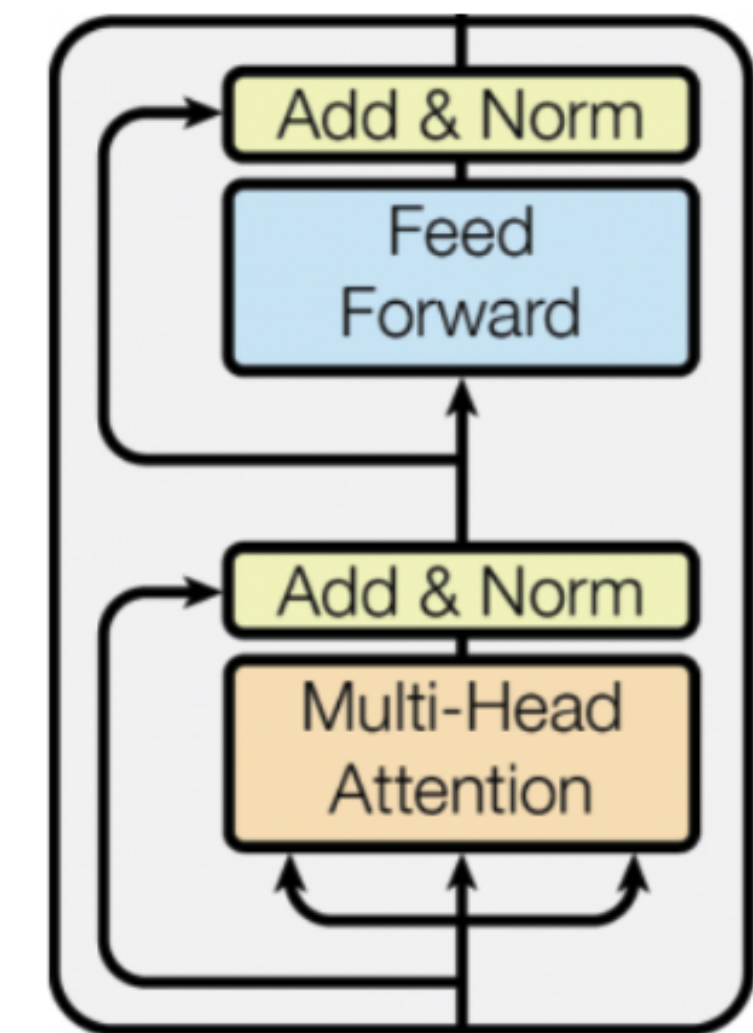 Add & Norm
Feed
Forward
Add & Norm
Multi-Head
Attention